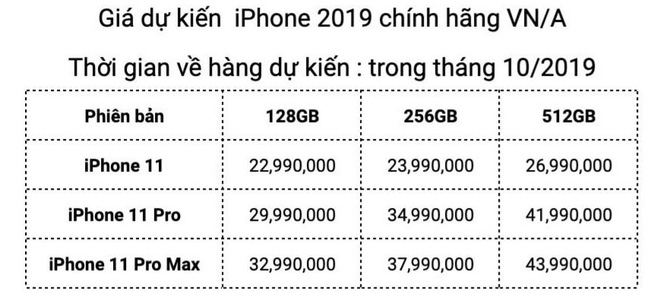 Giá dự kiến iPhone 2019 chính hãng VN/A
Thời gian về hàng dự kiến : trong tháng 10/2019
Phiên bản 128GB 256GB 512GB
iPhone 11 22,990,000 23,990,000 26,990,000
iPhone 11 Pro 29,990,000 34,990,000 41,990,000
iPhone 11 Pro Max 32,990,000 37,990,000 43,990,000